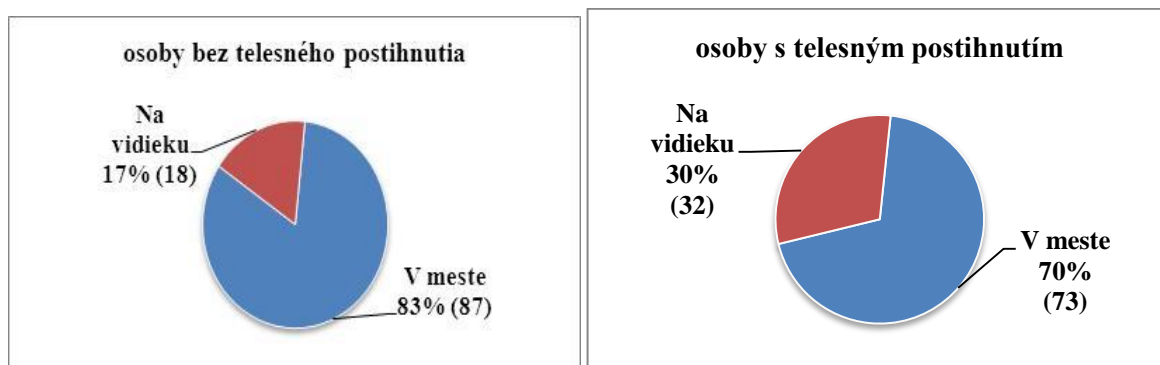 osoby bez telesného postihnutia
Na
vidieku
17% (18)
V meste
83% (87)
osoby s telesným postihnutím
Na
vidieku
30%
(32)
V meste
70%
(73)